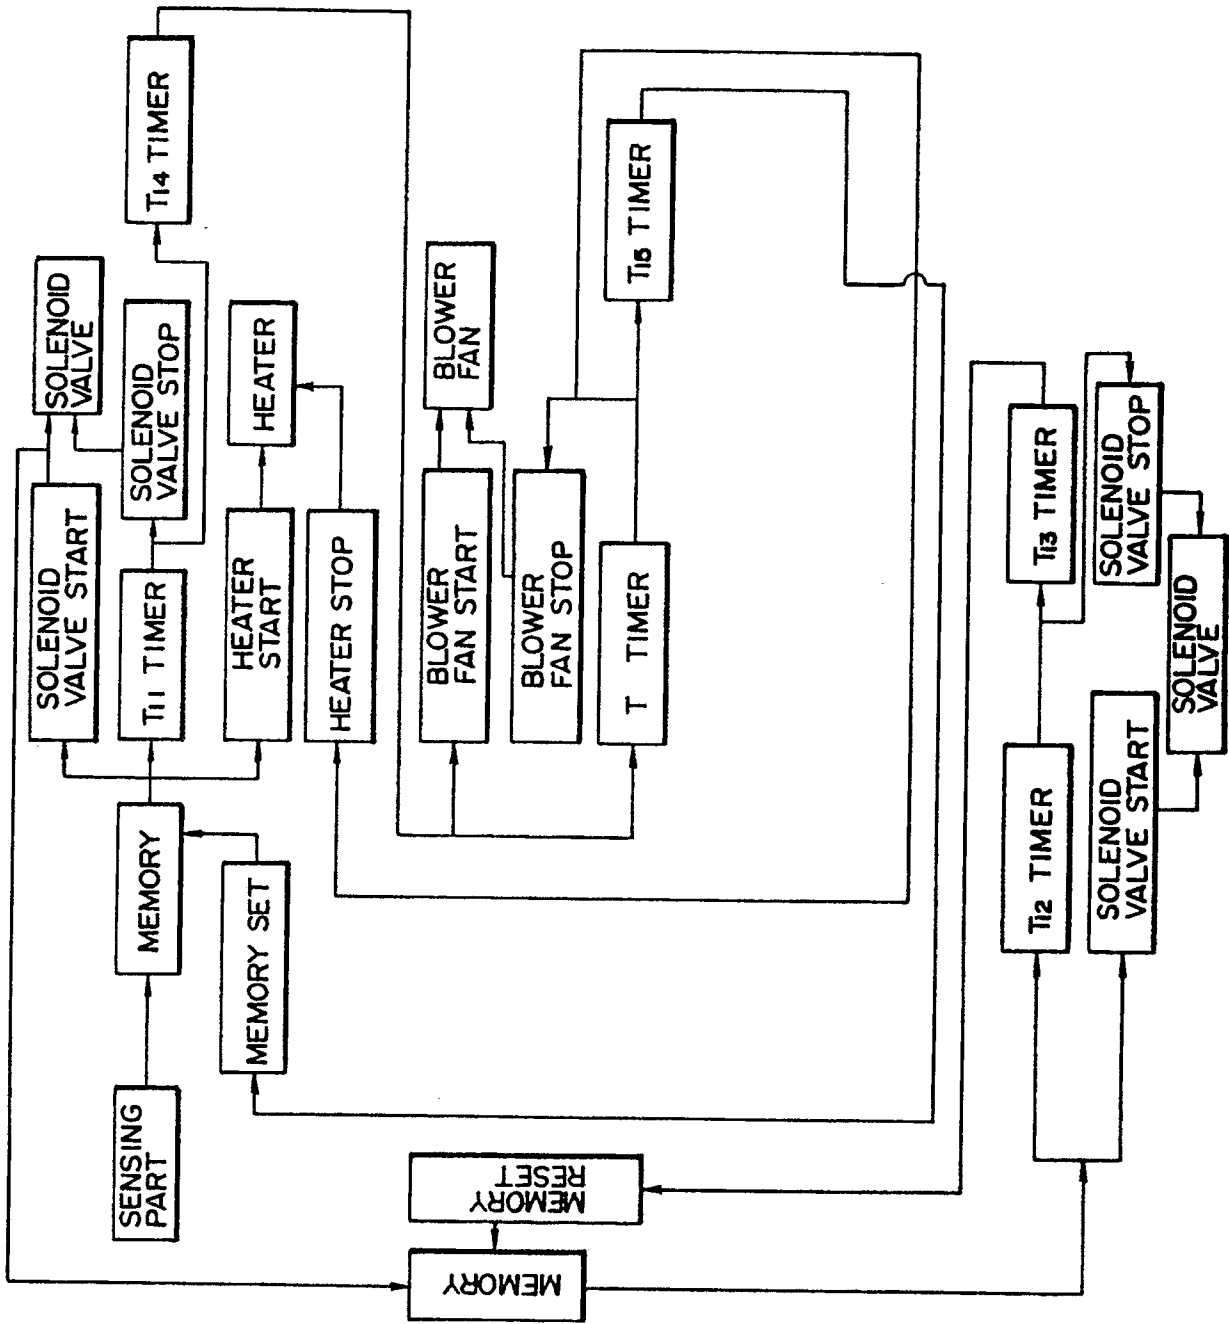 SENSING
PART
MEMORY
MEMORY SET
SOLENOID
VALVE START
T11 TIMER
HEATER
START
HEATER STOP
SOLENOID
VALVE
SOLENOID
VALVE STOP
HEATER
T14 TIMER
BLOWER
FAN START
BLOWER
FAN STOP
T TIMER
BLOWER
FAN
T15 TIMER
MEMORY
RESET
MEMORY
T12 TIMER
SOLENOID
VALVE START
T13 TIMER
SOLENOID
VALVE STOP
SOLENOID
VALVE